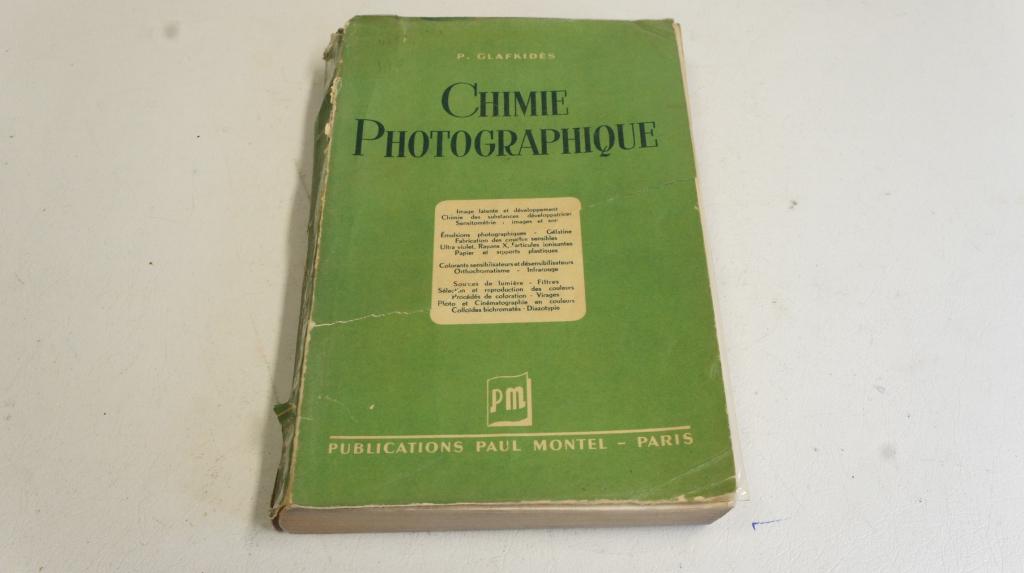 P. GLAFKIDÈS
CHIMIE
PHOTOGRAPHIQUE
Image latente et développement
Chimie des substances développatrices
Sensitométrie : images et son
Émulsions photographiques - Gélatine
Fabrication des couches sensibles
Ultra violet, Rayons X, Particules ionisantes
Papier et supports plastiques
Colorants sensibilisateurs et désensibilisateurs
Orthochromatisme - Infrarouge
Sources de lumière - Filtres
Sélection et reproduction des couleurs
Procédés de coloration - Virages
Photo et Cinématographie en couleurs
Colloïdes bichromatés - Diazotypie
PM
PUBLICATIONS PAUL MONTEL - PARIS